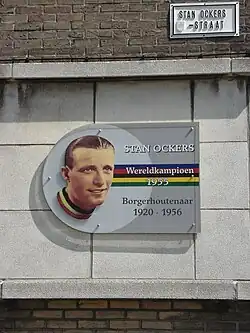 STAN OCKERS
-STRAAT
STAN OCKERS
Wereldkampioen
1955
Borgerhoutenaar
1920 - 1956